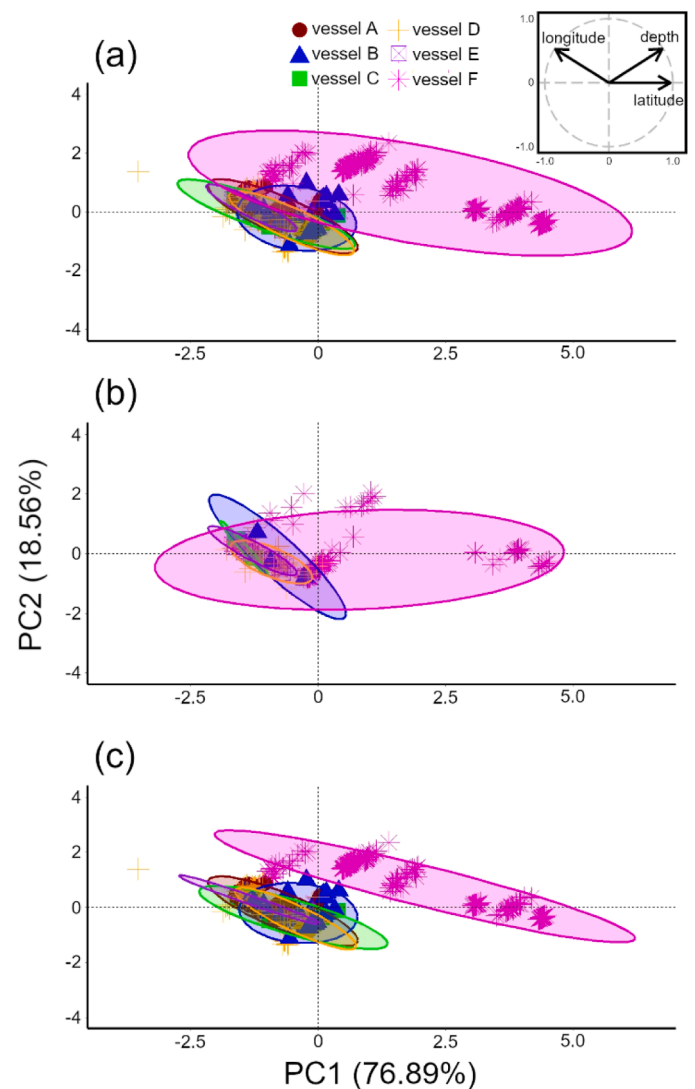 vessel A
vessel B
vessel C
vessel D
vessel E
vessel F
1.0
longitude
depth
0
latitude
-1.0
-1.0
0
1.0
(a)
4
2
0
-2
-4
-2.5
0
2.5
5.0
(b)
4
2
0
-2
-4
-2.5
0
2.5
5.0
PC2 (18.56%)
(c)
4
2
0
-2
-4
-2.5
0
2.5
5.0
PC1 (76.89%)